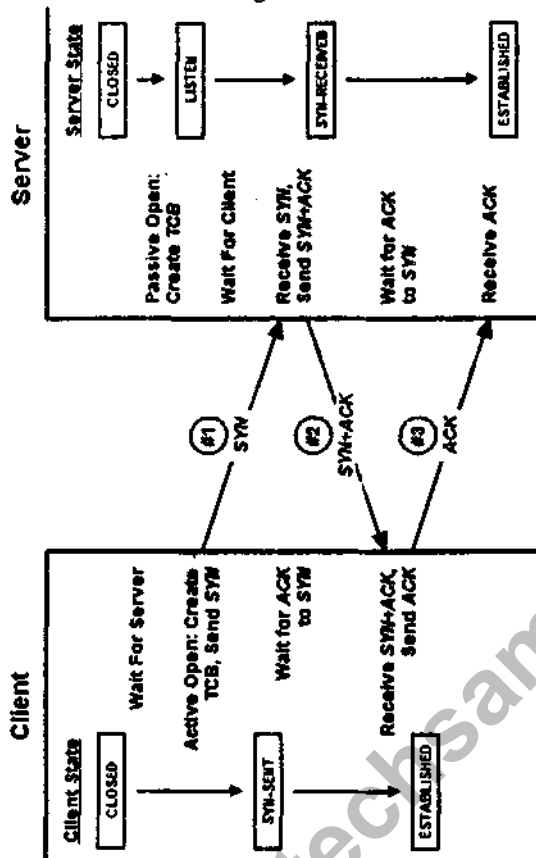 Client
Server
Client State
Server State
CLOSED
Wait For Server
Passive Open:
Create TCB
CLOSED
Active Open: Create
TCB, Send SYN
#1
SYN
Wait For Client
LISTEN
SYN-SENT
Wait for ACK
to SYN
#2
SYN+ACK
Receive SYN,
Send SYN+ACK
SYN-RECEIVED
Receive SYN+ACK,
Send ACK
#3
ACK
Wait for ACK
to SYN
ESTABLISHED
Receive ACK
ESTABLISHED